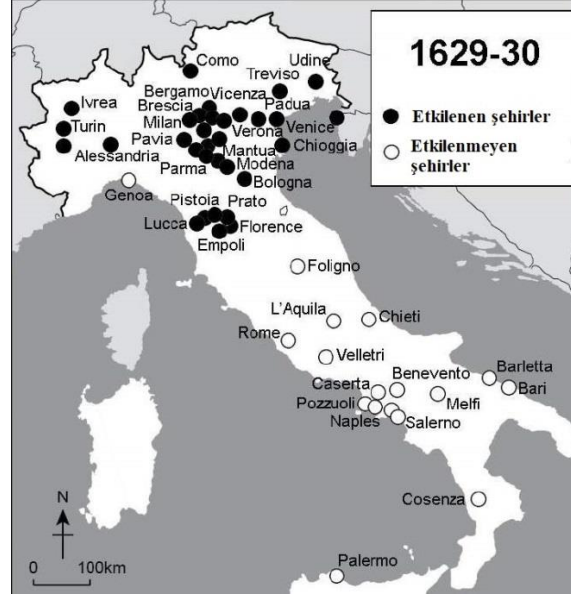 1629-30
Etkilenen şehirler
Etkilenmeyen
şehirler
Como
Udine
Treviso
Bergamo
Vicenza
Ivrea
Brescia
Padua
Milan
Turin
Verona
Venice
Pavia
Mantua
Chioggia
Alessandria
Parma
Modena
Bologna
Genoa
Pistoia
Prato
Lucca
Florence
Empoli
Foligno
L'Aquila
Chieti
Rome
Velletri
Benevento
Barletta
Caserta
Bari
Pozzuoli
Melfi
Naples
Salerno
Cosenza
N
0 100km
Palermo